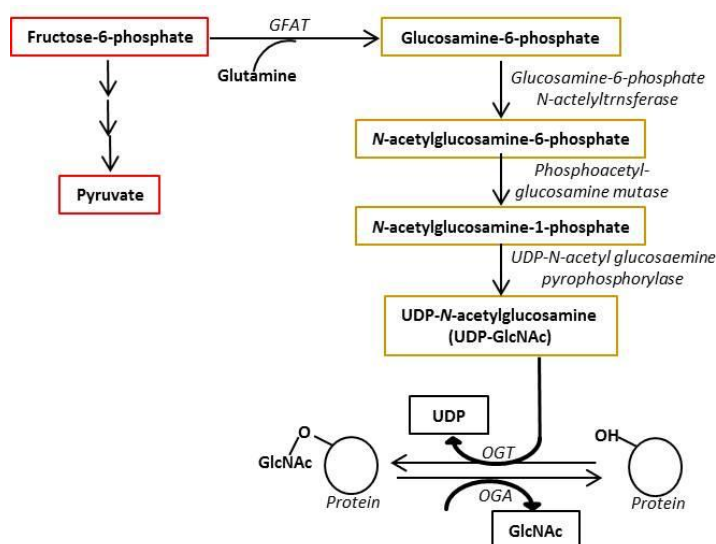 Fructose-6-phosphate
GFAT
Glutamine
Glucosamine-6-phosphate
Glucosamine-6-phosphate
N-actelyltrnsferase
N-acetylglucosamine-6-phosphate
Phosphoacetyl-
glucosamine mutase
Pyruvate
N-acetylglucosamine-1-phosphate
UDP-N-acetyl glucosaemine
pyrophosphorylase
UDP-N-acetylglucosamine
(UDP-GlcNAc)
UDP
O
GlcNAc
Protein
OGT
OGA
OH
Protein
GlcNAc